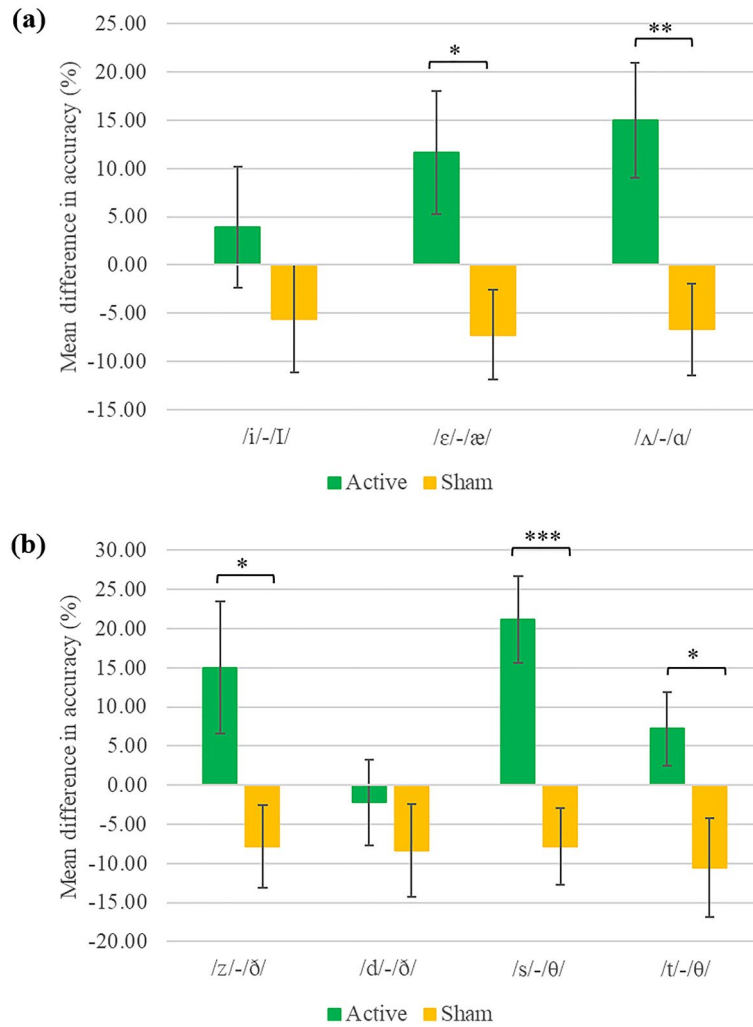 (a)
Mean difference in accuracy (%)
25.00
20.00
15.00
10.00
5.00
0.00
-5.00
-10.00
-15.00
*
**
/i/-/I/
/ɛ/-/æ/
/ʌ/-/ɑ/
Active
Sham
(b)
Mean difference in accuracy (%)
30.00
25.00
20.00
15.00
10.00
5.00
0.00
-5.00
-10.00
-15.00
-20.00
*
***
*
/z/-/ð/
/d/-/ð/
/s/-/θ/
/t/-/θ/
Active
Sham